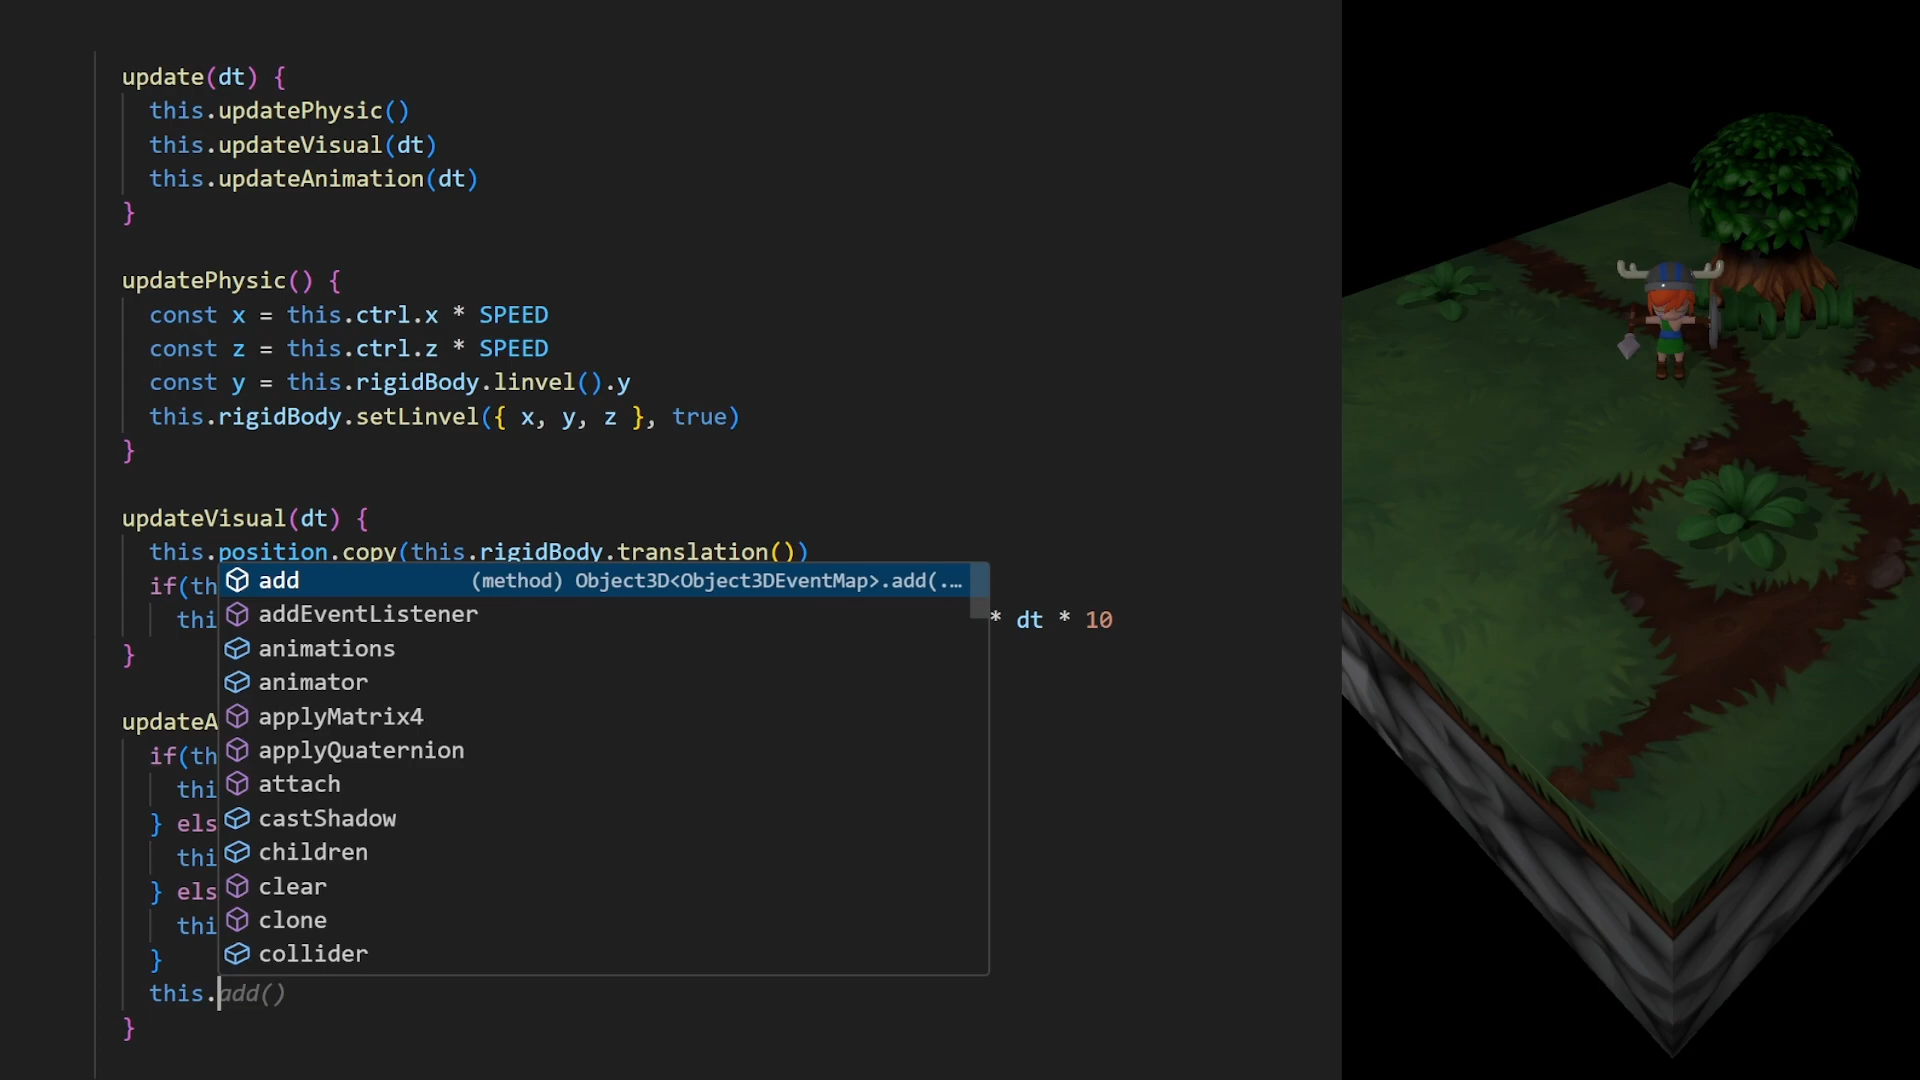 update(dt) {
this.updatePhysic()
this.updateVisual(dt)
this.updateAnimation(dt)
}
updatePhysic() {
const x = this.ctrl.x * SPEED
const z = this.ctrl.z * SPEED
const y = this.rigidBody.linvel().y
this.rigidBody.setLinvel({ x, y, z }, true)
}
updateVisual(dt) {
this.position.copy(this.rigidBody.translation())
if(th
thi * dt * 10
}
add (method) Object3D<Object3DEventMap>.add(.…
addEventListener
animations
animator
applyMatrix4
applyQuaternion
attach
castShadow
children
clear
clone
collider
updateA
if(th
thi
} els
thi
} els
thi
}
this.add()
}